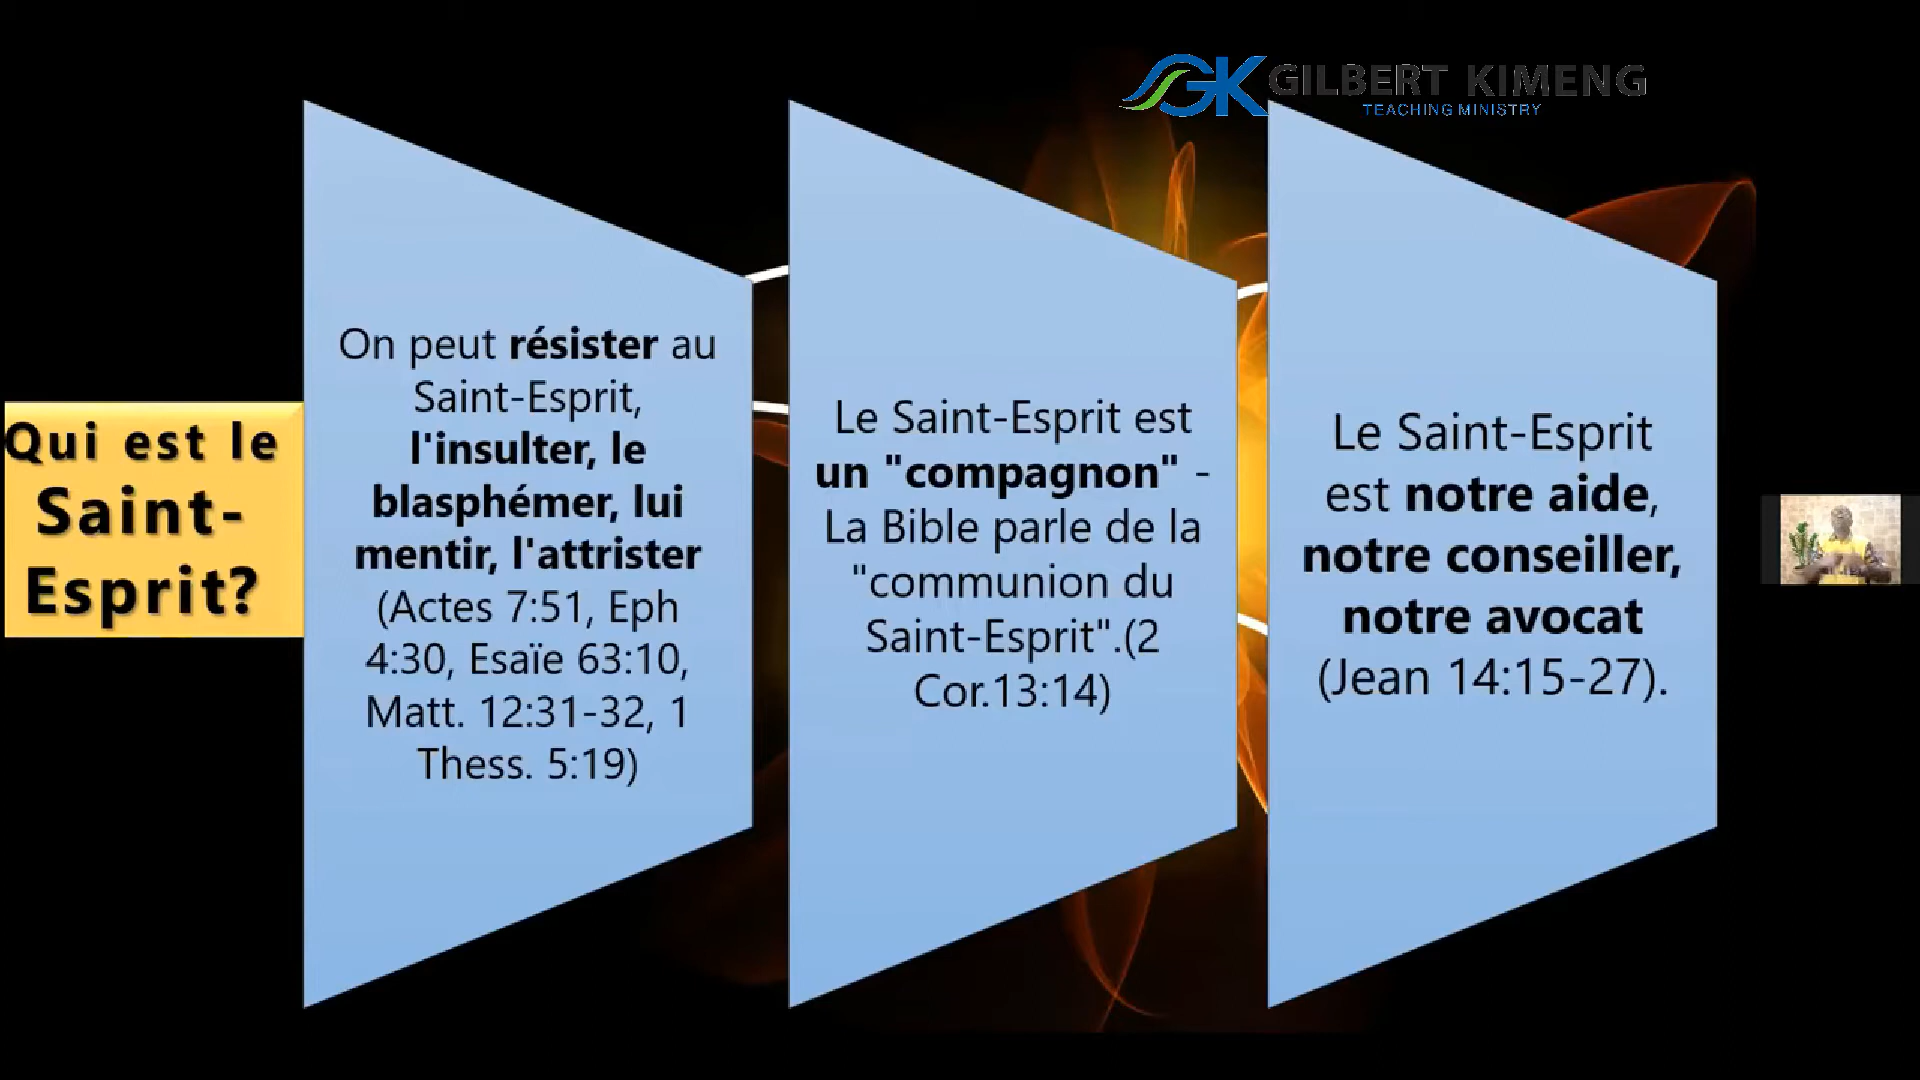 GK GILBERT KIMENG
TEACHING MINISTRY
Qui est le
Saint-
Esprit?
On peut résister au
Saint-Esprit,
l'insulter, le
blasphémer, lui
mentir, l'attrister
(Actes 7:51, Eph
4:30, Esaïe 63:10,
Matt. 12:31-32, 1
Thess. 5:19)
Le Saint-Esprit est
un "compagnon" -
La Bible parle de la
"communion du
Saint-Esprit".(2
Cor.13:14)
Le Saint-Esprit
est notre aide,
notre conseiller,
notre avocat
(Jean 14:15-27).